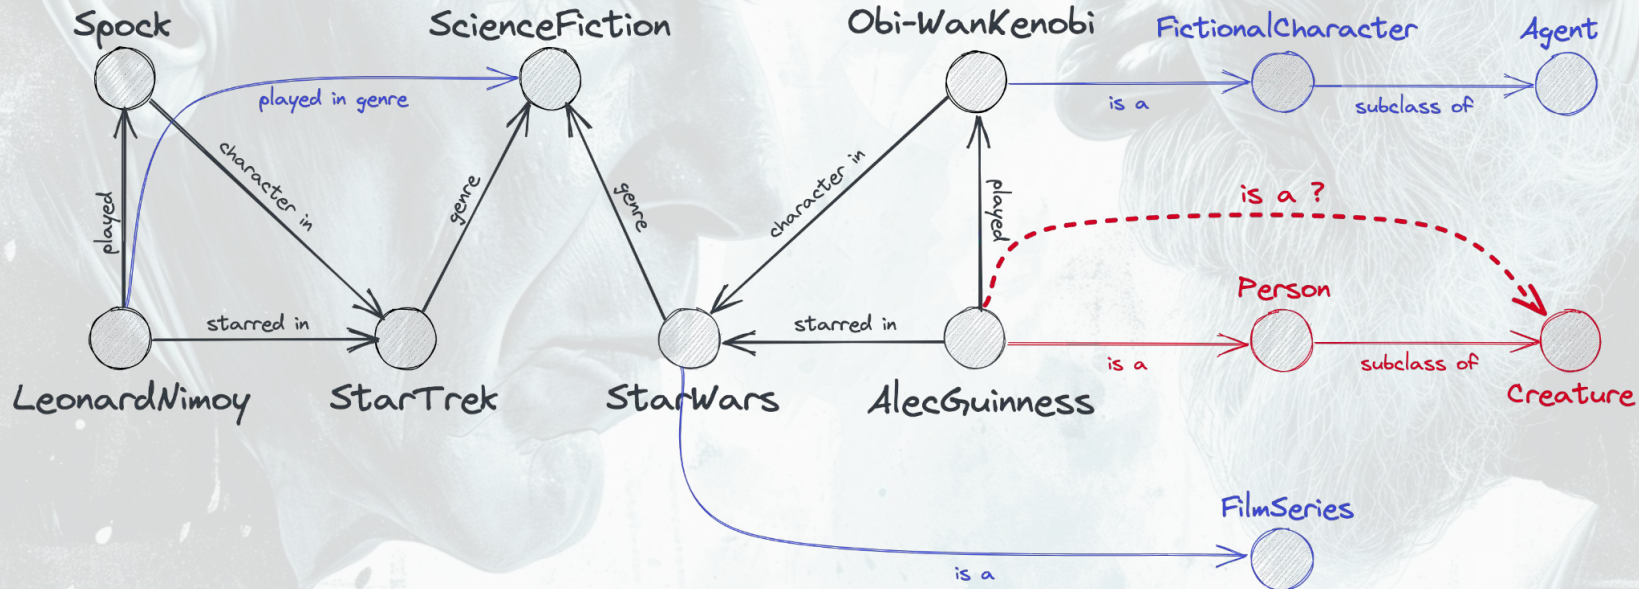 Spock
ScienceFiction
Obi-WanKenobi
FictionalCharacter
Agent
played in genre
is a
subclass of
character in
genre
genre
character in
played
played
is a ?
Person
starred in
starred in
is a
subclass of
LeonardNimoy
StarTrek
StarWars
AlecGuinness
Creature
FilmSeries
is a